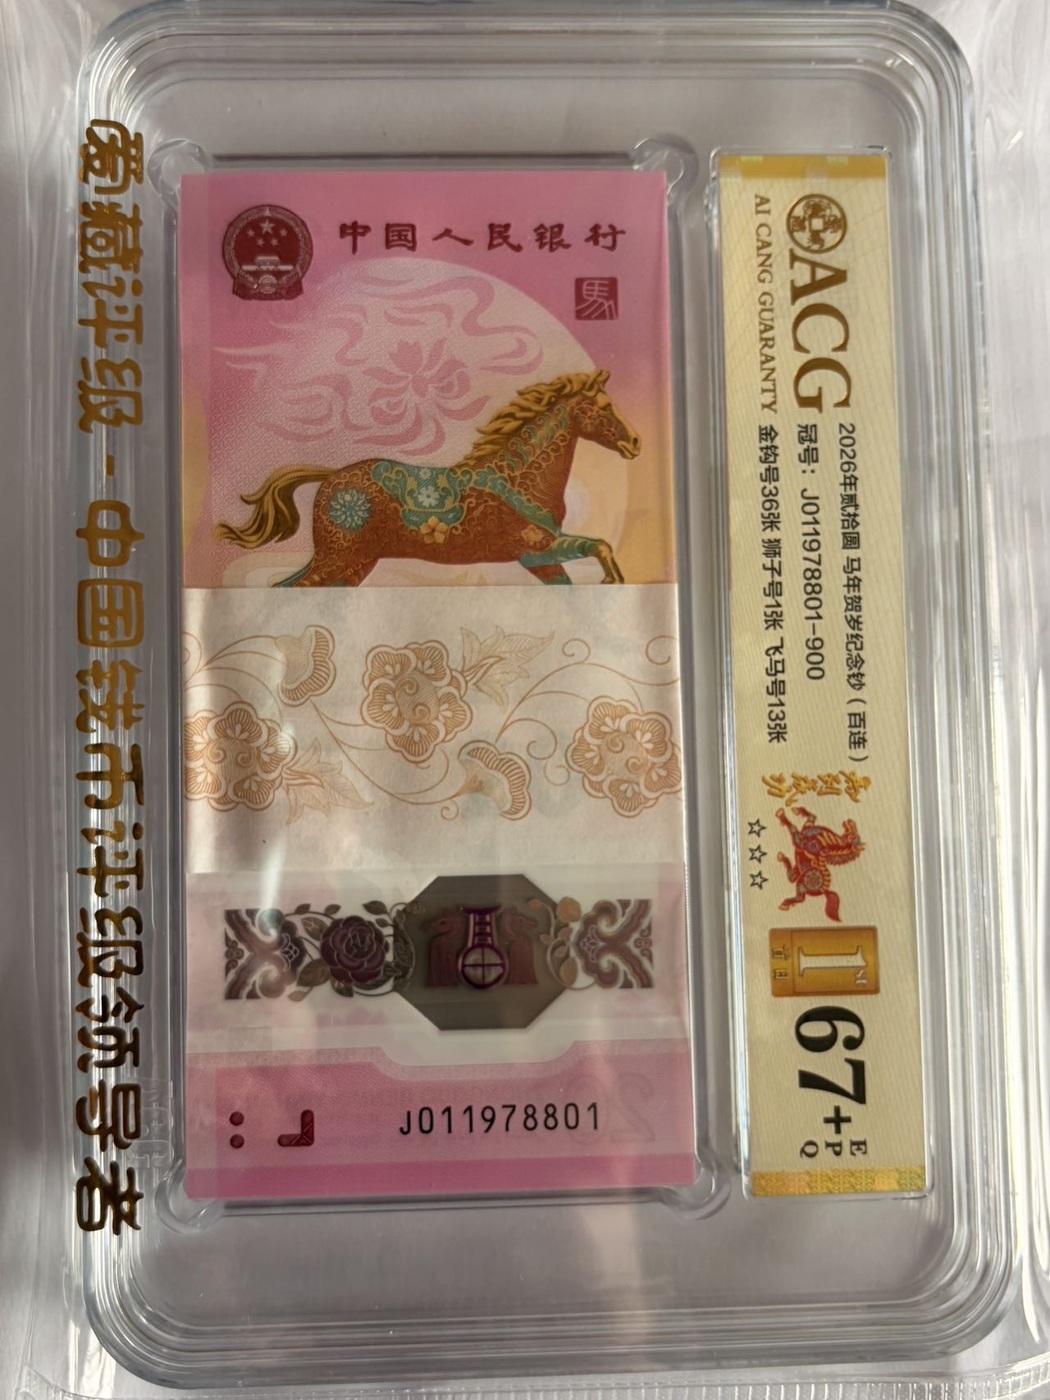 爱藏评级-中国钱币评级领导者
中国人民银行
馬
J011978801
ACG
AI CANG GUARANTY
2026年贰拾圆 马年贺岁纪念钞（百连）
冠号：J011978801-900
金钩号36张 狮子号1张 飞马号13张
1ST
首日
67+
E
P
Q